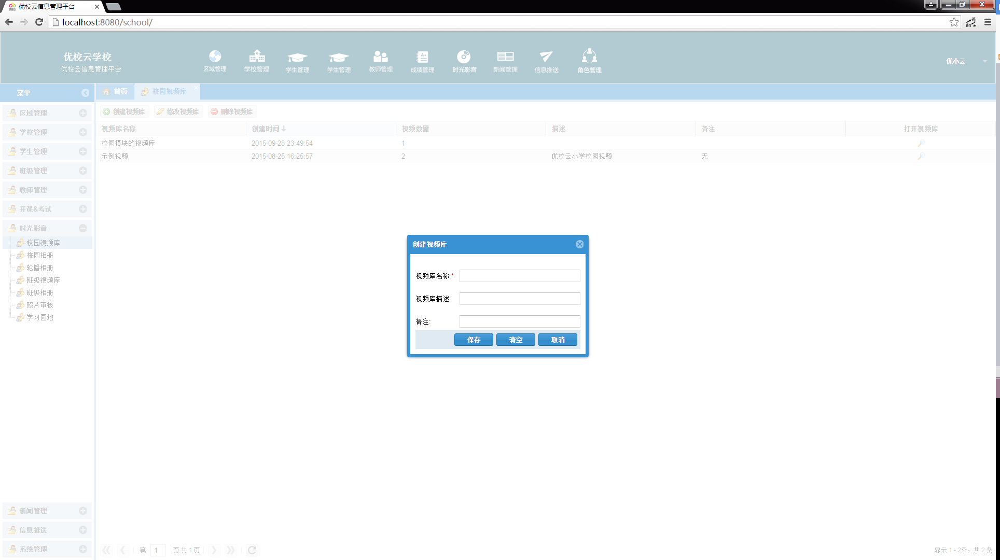 优校云信息管理平台
localhost:8080/school/
优校云学校
优校云信息管理平台
区域管理
学校管理
学生管理
学生管理
教师管理
成绩管理
时光影音
新闻管理
信息推送
角色管理
优小云
菜单
首页
校园视频库
区域管理
学校管理
学生管理
班级管理
教师管理
开课&考试
时光影音
校园视频库
校园相册
轮播相册
班级视频库
班级相册
照片审核
学习园地
新闻管理
信息推送
系统管理
创建视频库 修改视频库 删除视频库
视频库名称 创建时间 视频数量 描述 备注 打开视频库
校园模块的视频库 2015-09-28 23:49:54 1
示例视频 2015-08-25 16:25:57 2 优校云小学校园视频 无
创建视频库
视频库名称:*
视频库描述:
备注:
保存 清空 取消
第 1 页,共 1 页
显示 1 - 2条，共 2 条